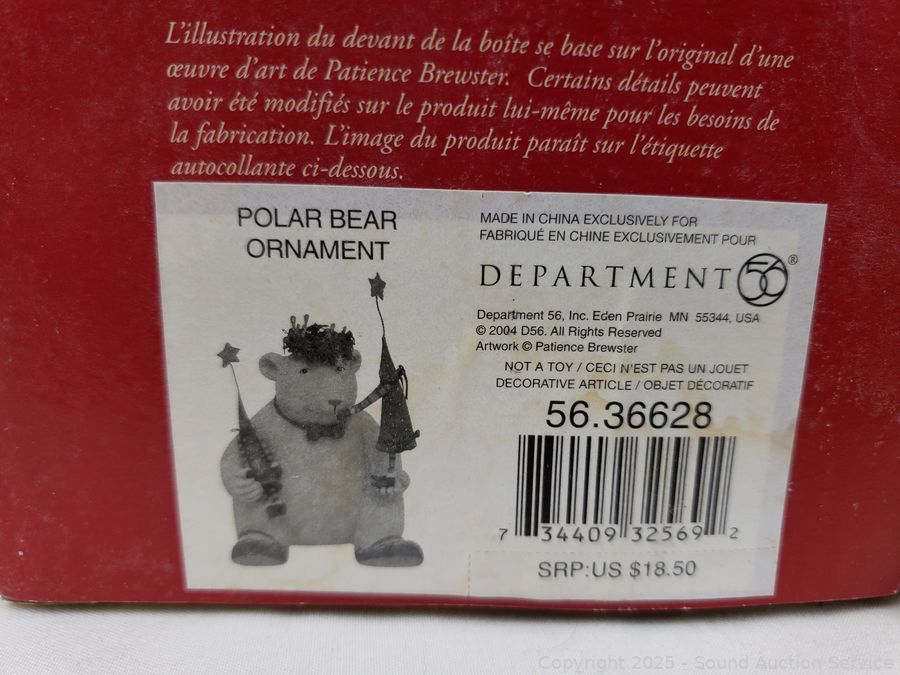 L'illustration du devant de la boîte se base sur l'original d'une
œuvre d'art de Patience Brewster. Certains détails peuvent
avoir été modifiés sur le produit lui-même pour les besoins de
la fabrication. L'image du produit paraît sur l'étiquette
autocollante ci-dessous.
POLAR BEAR
ORNAMENT
MADE IN CHINA EXCLUSIVELY FOR
FABRIQUÉ EN CHINE EXCLUSIVEMENT POUR
DEPARTMENT 56®
Department 56, Inc. Eden Prairie MN 55344, USA
© 2004 D56. All Rights Reserved
Artwork © Patience Brewster
NOT A TOY / CECI N'EST PAS UN JOUET
DECORATIVE ARTICLE / OBJET DÉCORATIF
56.36628
7 34409 32569 2
SRP:US $18.50
Copyright 2025 - Sound Auction Service